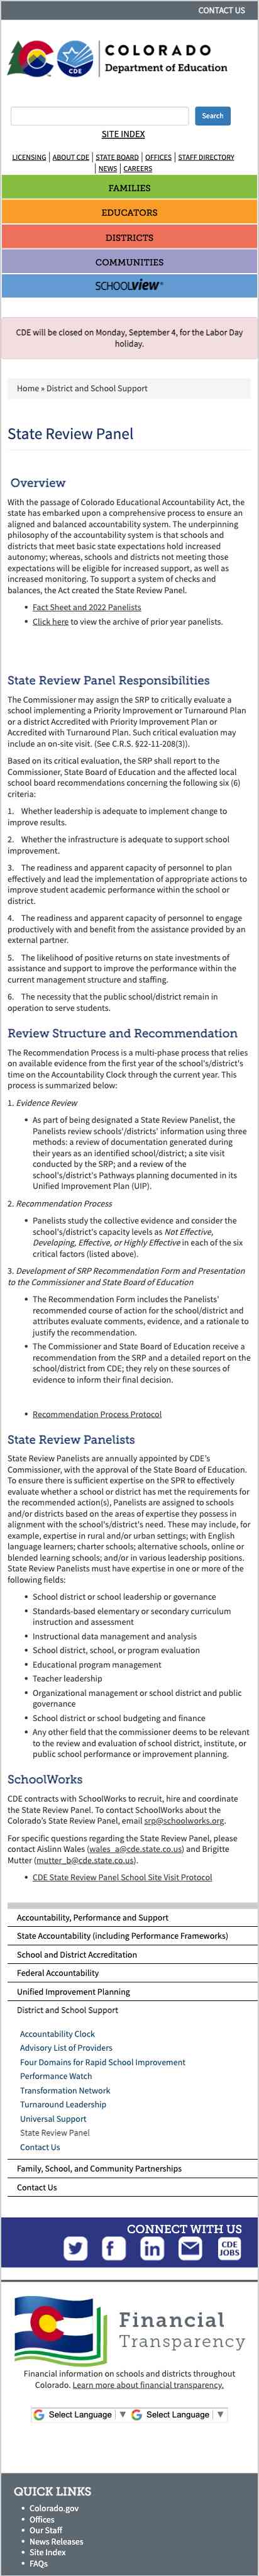 CONTACT US
COLORADO
Department of Education
CDE
Search
SITE INDEX
LICENSING | ABOUT CDE | STATE BOARD | OFFICES | STAFF DIRECTORY
| NEWS | CAREERS
FAMILIES
EDUCATORS
DISTRICTS
COMMUNITIES
SCHOOLVIEW®
CDE will be closed on Monday, September 4, for the Labor Day
holiday.
Home » District and School Support
State Review Panel
Overview
With the passage of Colorado Educational Accountability Act, the
state has embarked upon a comprehensive process to ensure an
aligned and balanced accountability system. The underpinning
philosophy of the accountability system is that schools and
districts that meet basic state expectations hold increased
autonomy; whereas, schools and districts not meeting those
expectations will be eligible for increased support, as well as
increased monitoring. To support a system of checks and
balances, the Act created the State Review Panel.
• Fact Sheet and 2022 Panelists
• Click here to view the archive of prior year panelists.
State Review Panel Responsibilities
The Commissioner may assign the SRP to critically evaluate a
school implementing a Priority Improvement or Turnaround Plan
or a district Accredited with Priority Improvement Plan or
Accredited with Turnaround Plan. Such critical evaluation may
include an on-site visit. (See C.R.S. §22-11-208(3)).
Based on its critical evaluation, the SRP shall report to the
Commissioner, State Board of Education and the affected local
school board recommendations concerning the following six (6)
criteria:
1. Whether leadership is adequate to implement change to
improve results.
2. Whether the infrastructure is adequate to support school
improvement.
3. The readiness and apparent capacity of personnel to plan
effectively and lead the implementation of appropriate actions to
improve student academic performance within the school or
district.
4. The readiness and apparent capacity of personnel to engage
productively with and benefit from the assistance provided by an
external partner.
5. The likelihood of positive returns on state investments of
assistance and support to improve the performance within the
current management structure and staffing.
6. The necessity that the public school/district remain in
operation to serve students.
Review Structure and Recommendation
The Recommendation Process is a multi-phase process that relies
on available evidence from the first year of the school's/district's
time on the Accountability Clock through the current year. This
process is summarized below:
1. Evidence Review
• As part of being designated a State Review Panelist, the
Panelists review schools'/districts' information using three
methods: a review of documentation generated during
their years as an identified school/district; a site visit
conducted by the SRP; and a review of the
school's/district's Pathways planning documented in its
Unified Improvement Plan (UIP).
2. Recommendation Process
• Panelists study the collective evidence and consider the
school's/district's capacity levels as Not Effective,
Developing, Effective, or Highly Effective in each of the six
critical factors (listed above).
3. Development of SRP Recommendation Form and Presentation
to the Commissioner and State Board of Education
• The Recommendation Form includes the Panelists'
recommended course of action for the school/district and
attributes evaluate comments, evidence, and a rationale to
justify the recommendation.
• The Commissioner and State Board of Education receive a
recommendation from the SRP and a detailed report on the
school/district from CDE; they rely on these sources of
evidence to inform their final decision.
• Recommendation Process Protocol
State Review Panelists
State Review Panelists are annually appointed by CDE's
Commissioner, with the approval of the State Board of Education.
To ensure there is sufficient expertise on the SRP to effectively
evaluate whether a school or district has met the requirements for
the recommended action(s), Panelists are assigned to schools
and/or districts based on the areas of expertise they possess in
alignment with the school's/district's need. These may include, for
example, expertise in rural and/or urban settings; with English
language learners; charter schools; alternative schools, online or
blended learning schools; and/or in various leadership positions.
State Review Panelists must have expertise in one or more of the
following fields:
• School district or school leadership or governance
• Standards-based elementary or secondary curriculum
instruction and assessment
• Instructional data management and analysis
• School district, school, or program evaluation
• Educational program management
• Teacher leadership
• Organizational management or school district and public
governance
• School district or school budgeting and finance
• Any other field that the commissioner deems to be relevant
to the review and evaluation of school district, institute, or
public school performance or improvement planning.
SchoolWorks
CDE contracts with SchoolWorks to recruit, hire and coordinate
the State Review Panel. To contact SchoolWorks about the
Colorado's State Review Panel, email srp@schoolworks.org.
For specific questions regarding the State Review Panel, please
contact Aislinn Wales (wales_a@cde.state.co.us) and Brigitte
Mutter (mutter_b@cde.state.co.us).
• CDE State Review Panel School Site Visit Protocol
Accountability, Performance and Support
State Accountability (including Performance Frameworks)
School and District Accreditation
Federal Accountability
Unified Improvement Planning
District and School Support
Accountability Clock
Advisory List of Providers
Four Domains for Rapid School Improvement
Performance Watch
Transformation Network
Turnaround Leadership
Universal Support
State Review Panel
Contact Us
Family, School, and Community Partnerships
Contact Us
CONNECT WITH US
CDE
JOBS
Financial
Transparency
Financial information on schools and districts throughout
Colorado. Learn more about financial transparency.
Select Language ▼ Select Language ▼
QUICK LINKS
• Colorado.gov
• Offices
• Our Staff
• News Releases
• Site Index
• FAQs